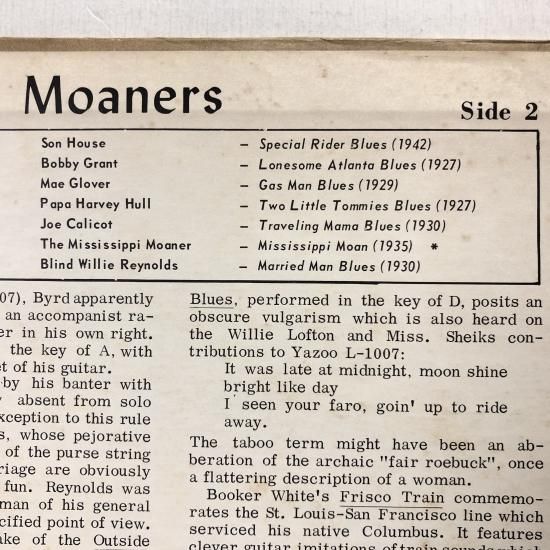 Moaners
Side 2
Son House – Special Rider Blues (1942)
Bobby Grant – Lonesome Atlanta Blues (1927)
Mae Glover – Gas Man Blues (1929)
Papa Harvey Hull – Two Little Tommies Blues (1927)
Joe Calicot – Traveling Mama Blues (1930)
The Mississippi Moaner – Mississippi Moan (1935) *
Blind Willie Reynolds – Married Man Blues (1930)
07), Byrd apparently
an accompanist ra-
er in his own right.
the key of A, with
of his guitar.
by his banter with
absent from solo
xception to this rule
s, whose pejorative
of the purse string
riage are obviously
fun. Reynolds was
man of his general
cified point of view.
ake of the Outside
Blues, performed in the key of D, posits an
obscure vulgarism which is also heard on
the Willie Lofton and Miss. Sheiks con-
tributions to Yazoo L-1007:
It was late at midnight, moon shine
bright like day
I seen your faro, goin' up to ride
away.
The taboo term might have been an ab-
beration of the archaic "fair roebuck", once
a flattering description of a woman.
Booker White's Frisco Train commemo-
rates the St. Louis-San Francisco line which
serviced his native Columbus. It features
clever guitar imitations of train sounds which